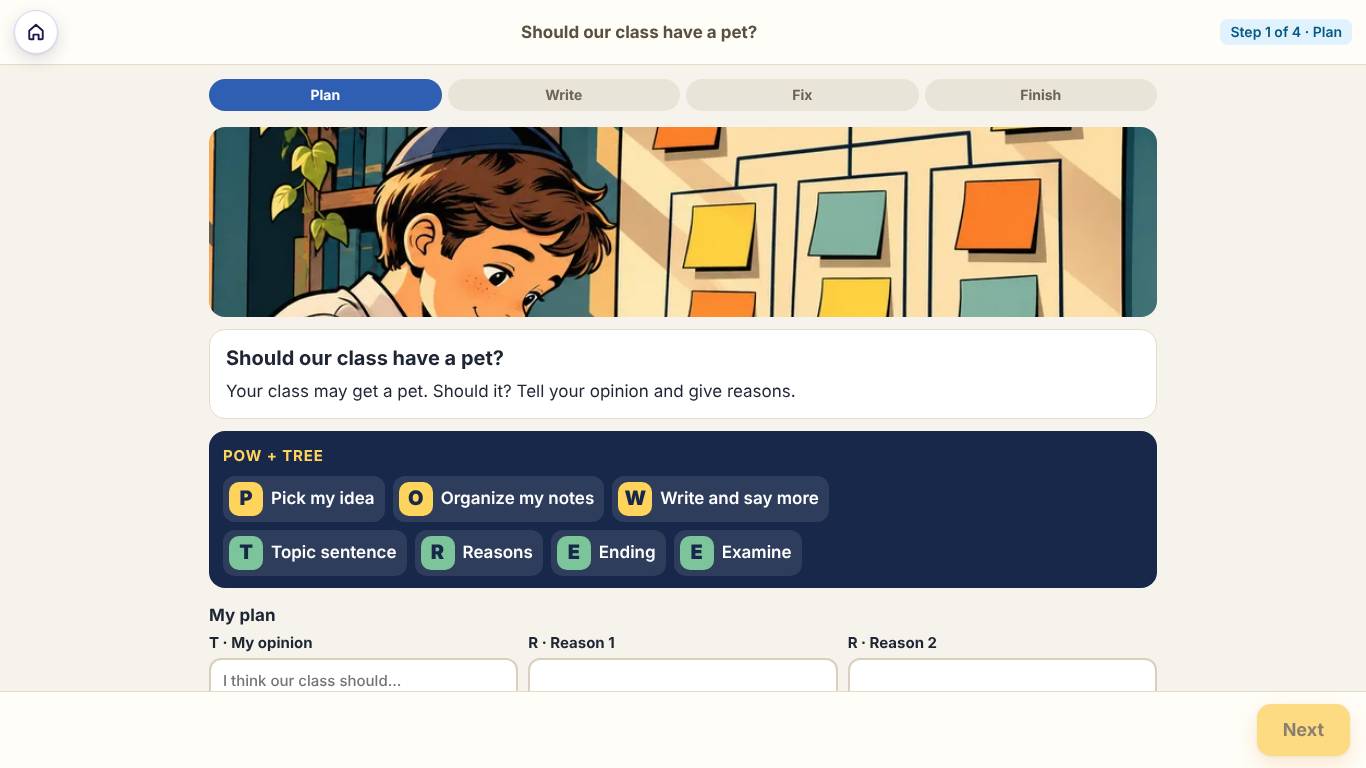 Should our class have a pet?
Step 1 of 4 · Plan
Plan
Write
Fix
Finish
Should our class have a pet?
Your class may get a pet. Should it? Tell your opinion and give reasons.
POW + TREE
P Pick my idea
O Organize my notes
W Write and say more
T Topic sentence
R Reasons
E Ending
E Examine
My plan
T · My opinion
R · Reason 1
R · Reason 2
I think our class should...
Next